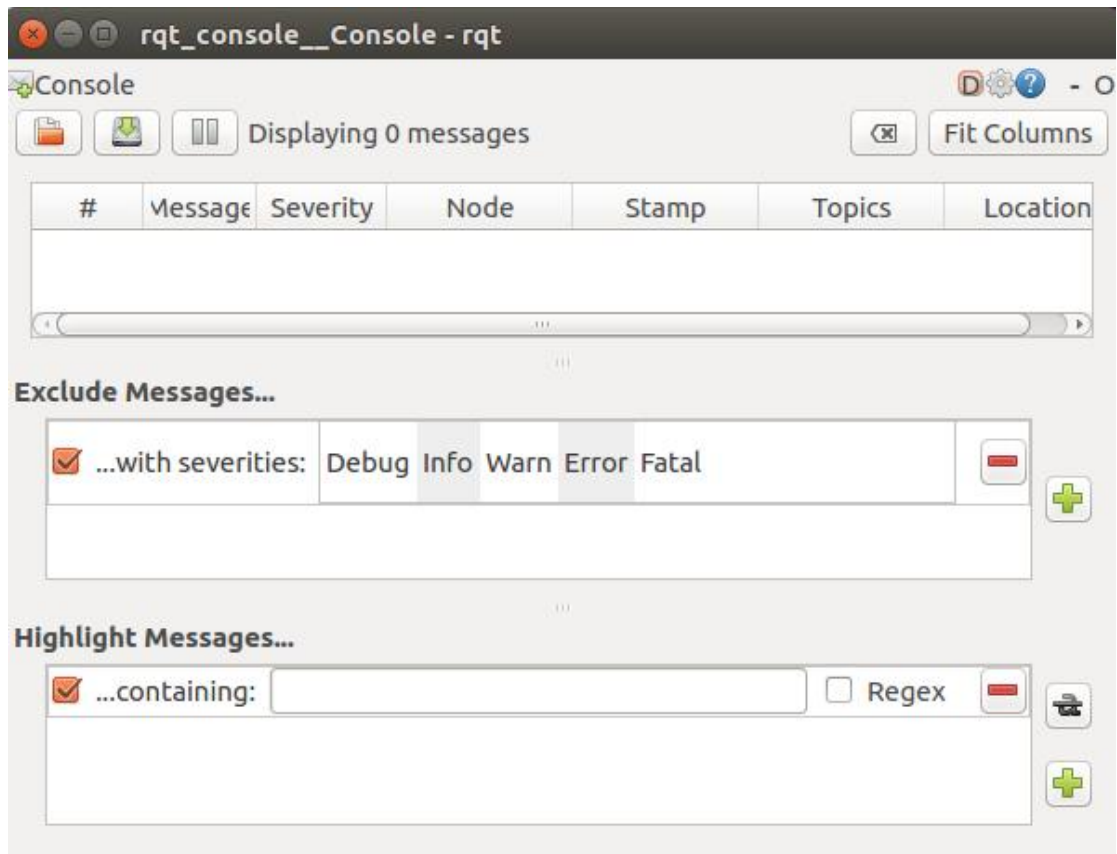 rqt_console__Console - rqt
Console D ? - O
Displaying 0 messages Fit Columns
# Message Severity Node Stamp Topics Location
Exclude Messages...
...with severities: Debug Info Warn Error Fatal
Highlight Messages...
...containing: Regex